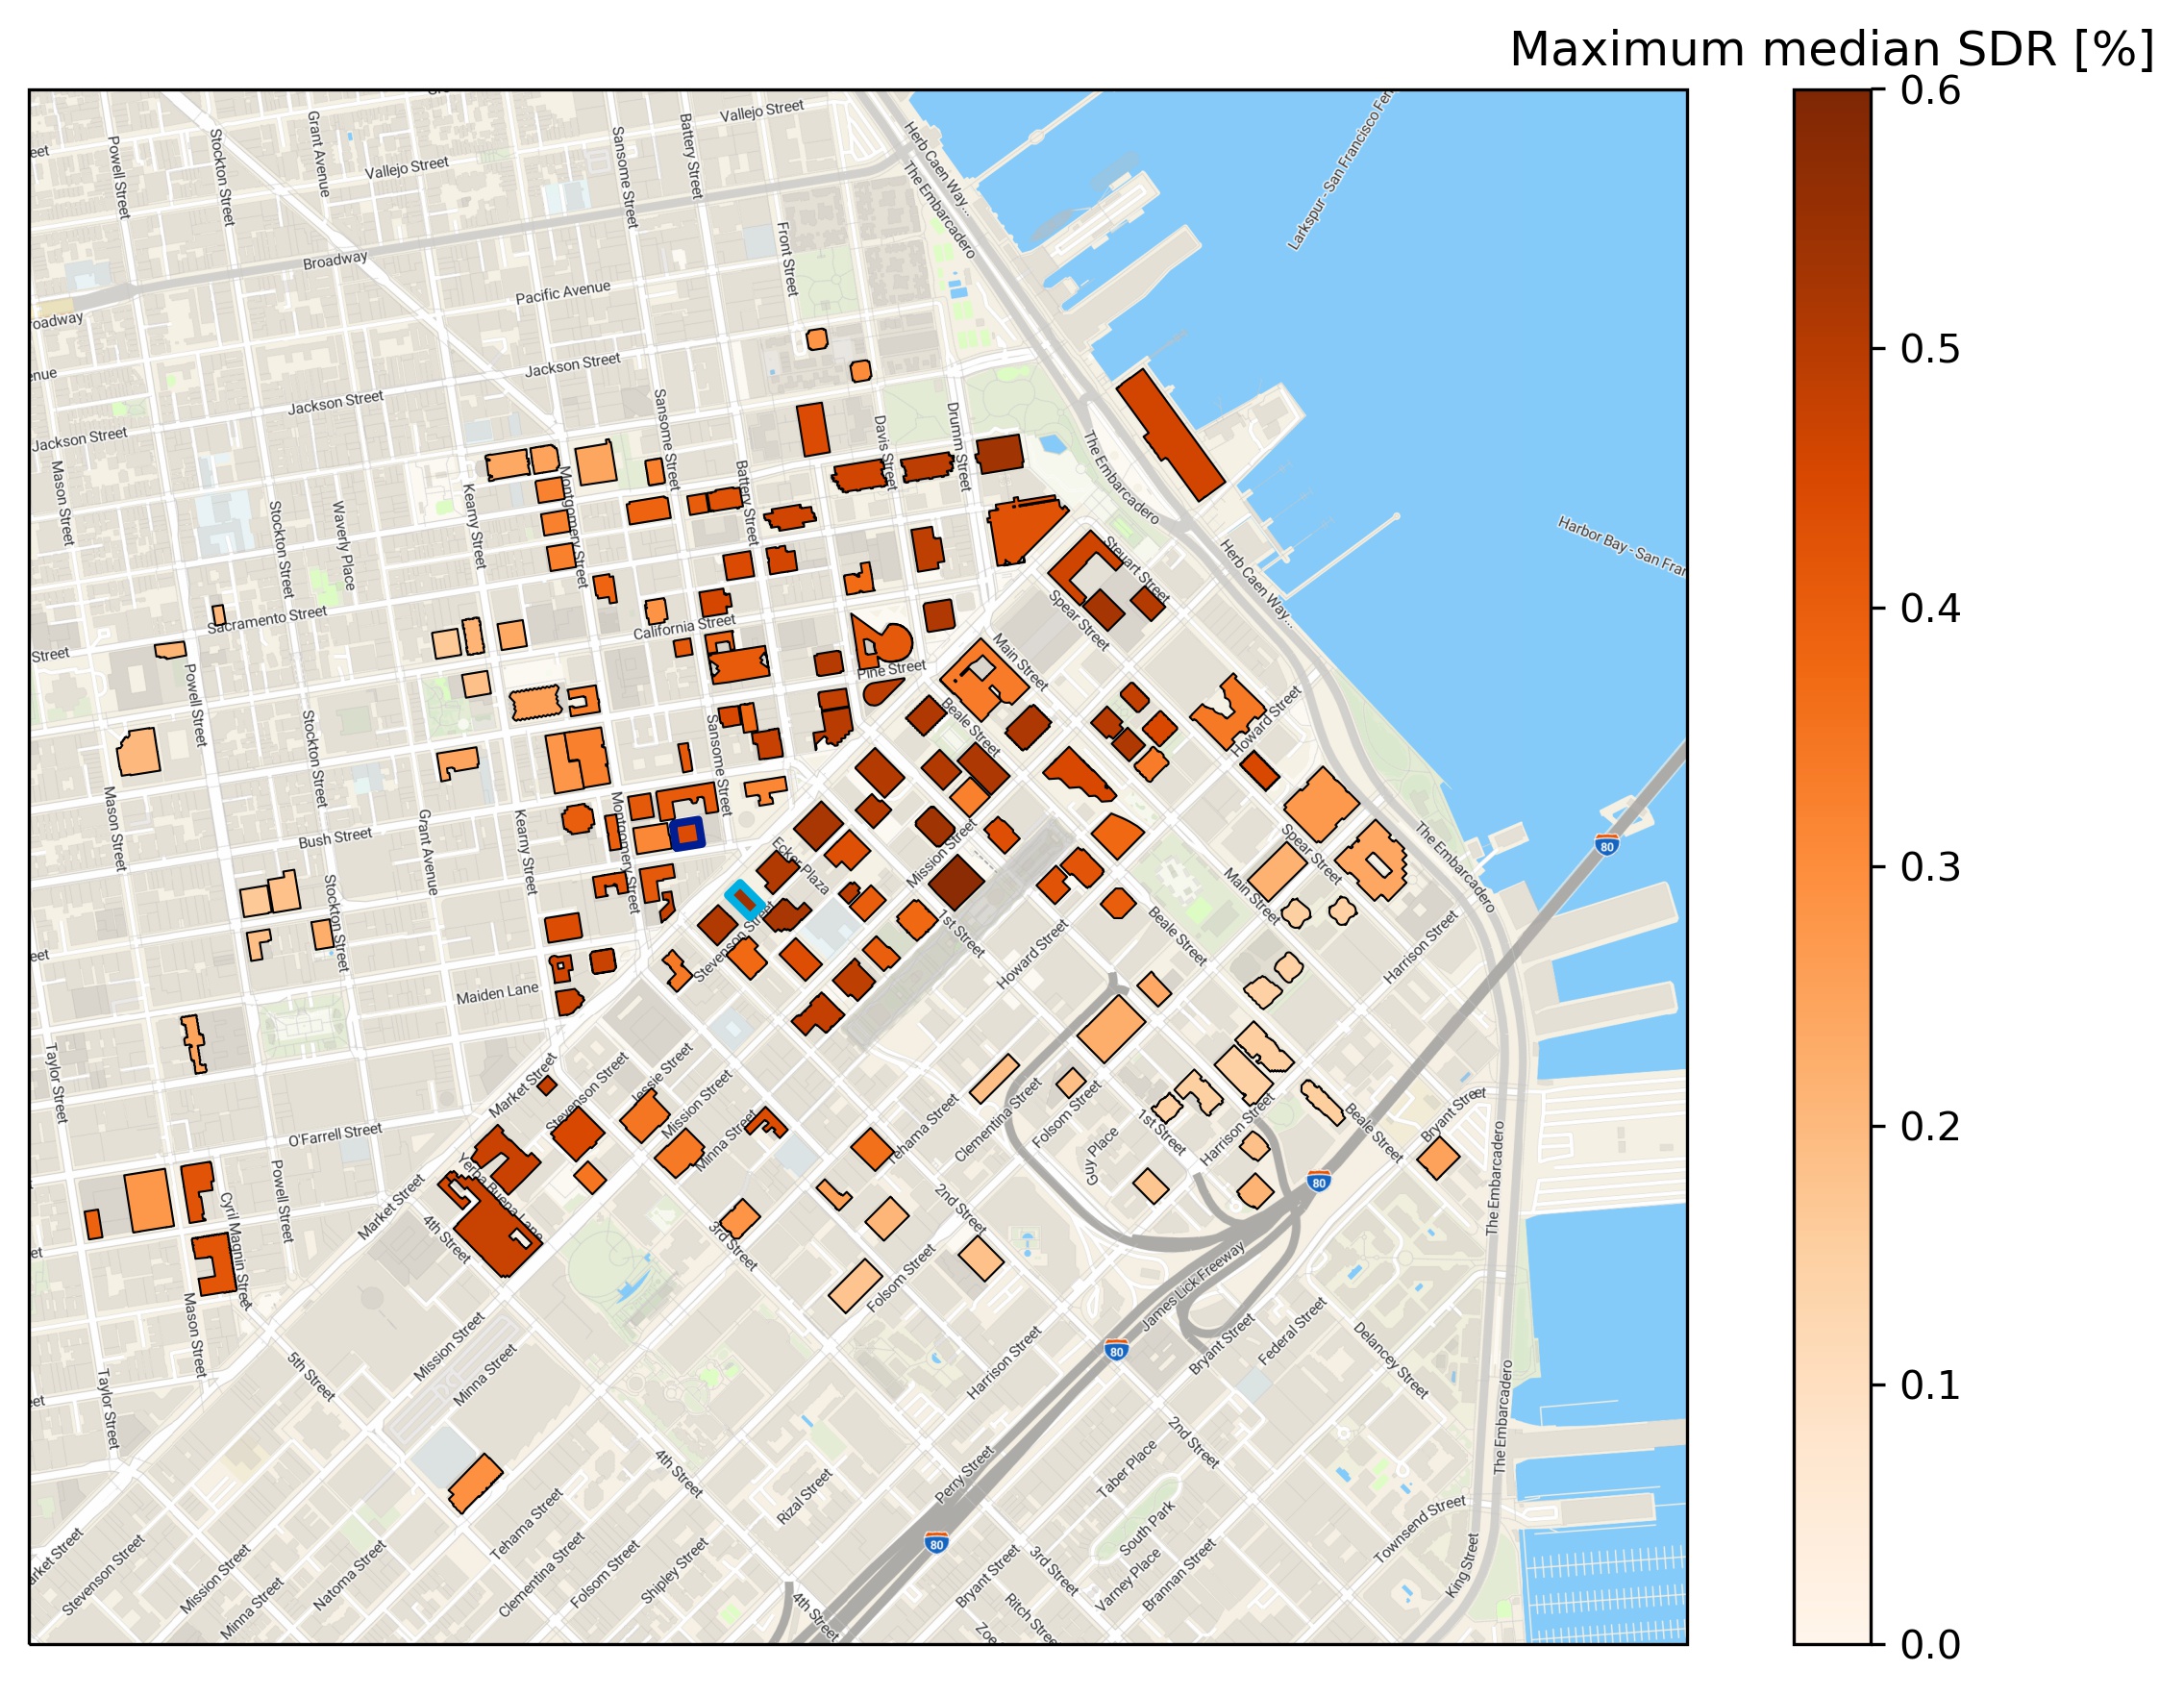 Maximum median SDR [%]
0.6
0.5
0.4
0.3
0.2
0.1
0.0
Vallejo Street
Vallejo Street
Powell Street
Stockton Street
Grant Avenue
Sansome Street
Battery Street
Herb Caen Way...
The Embarcadero
Larkspur - San Francisco Fer
Broadway
roadway
Front Street
Pacific Avenue
Jackson Street
Jackson Street
Jackson Street
enue
eet
Mason Street
Stockton Street
Waverly Place
Kearny Street
Montgomery Street
Sansome Street
Battery Street
Davis Street
Drumm Street
The Embarcadero
Steuart Street
Herb Caen Way...
Harbor Bay - San Fran
Sacramento Street
California Street
Street
Spear Street
Main Street
Pine Street
Beale Street
Howard Street
Powell Street
Stockton Street
Sansome Street
Mason Street
Grant Avenue
Kearny Street
Montgomery Street
Bush Street
Ecker Plaza
Mission Street
Spear Street
The Embarcadero
80
Main Street
Stockton Street
Stevenson Street
1st Street
Howard Street
Beale Street
Harrison Street
eet
Maiden Lane
Taylor Street
Market Street
Stevenson Street
Jessie Street
Mission Street
Minna Street
Tehama Street
Clementina Street
Folsom Street
Guy Place
1st Street
Harrison Street
Beale Street
Bryant Street
80
The Embarcadero
O'Farrell Street
Yerba Buena Lane
Powell Street
Cyril Magnin Street
Market Street
4th Street
3rd Street
2nd Street
Folsom Street
James Lick Freeway
eet
Mason Street
5th Street
Mission Street
Minna Street
Harrison Street
80
Bryant Street
Federal Street
Delancey Street
The Embarcadero
eet
Taylor Street
4th Street
2nd Street
Perry Street
Taber Place
South Park
Rizal Street
Townsend Street
King Street
arket Street
Stevenson Street
Mission Street
Minna Street
Natoma Street
Tehama Street
Clementina Street
Folsom Street
Shipley Street
80
4th Street
Bryant Street
3rd Street
Varney Place
Brannan Street
Ritch Stree
Zoe